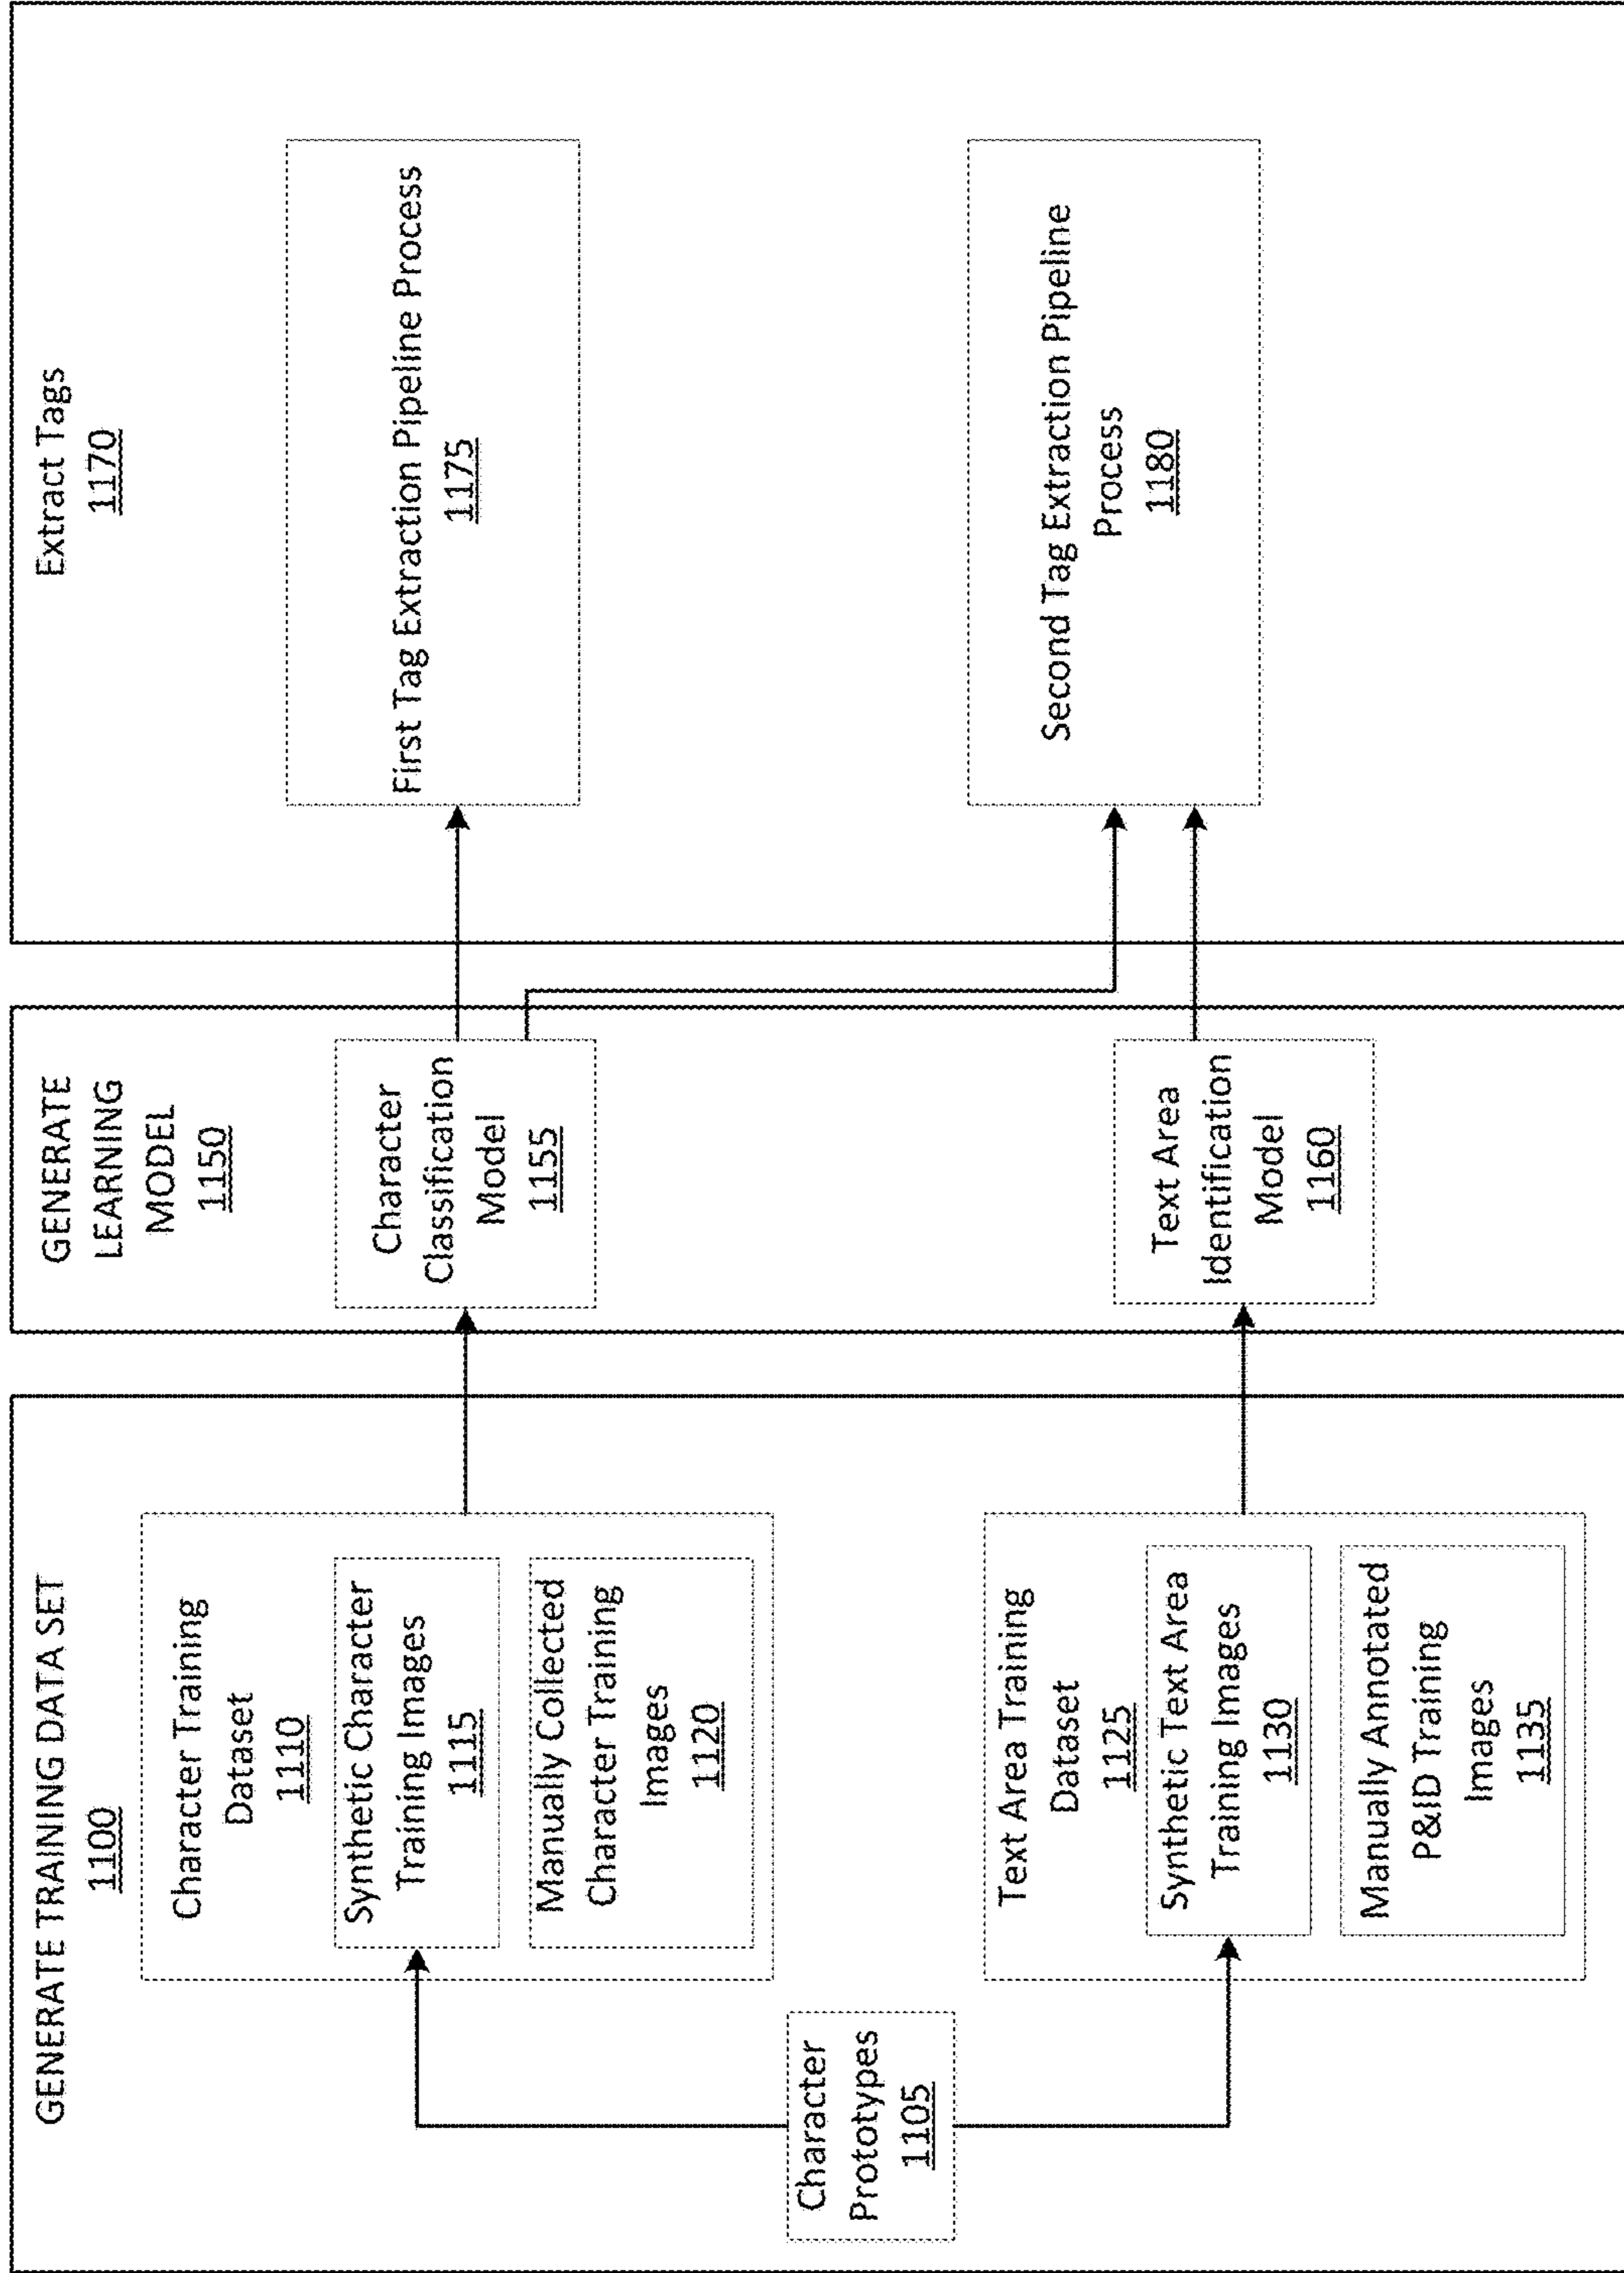 GENERATE TRAINING DATA SET
1100
Character Training
Dataset
1110
Synthetic Character
Training Images
1115
Manually Collected
Character Training
Images
1120
Character
Prototypes
1105
Text Area Training
Dataset
1125
Synthetic Text Area
Training Images
1130
Manually Annotated
P&ID Training
Images
1135
GENERATE
LEARNING
MODEL
1150
Character
Classification
Model
1155
Text Area
Identification
Model
1160
Extract Tags
1170
First Tag Extraction Pipeline Process
1175
Second Tag Extraction Pipeline
Process
1180